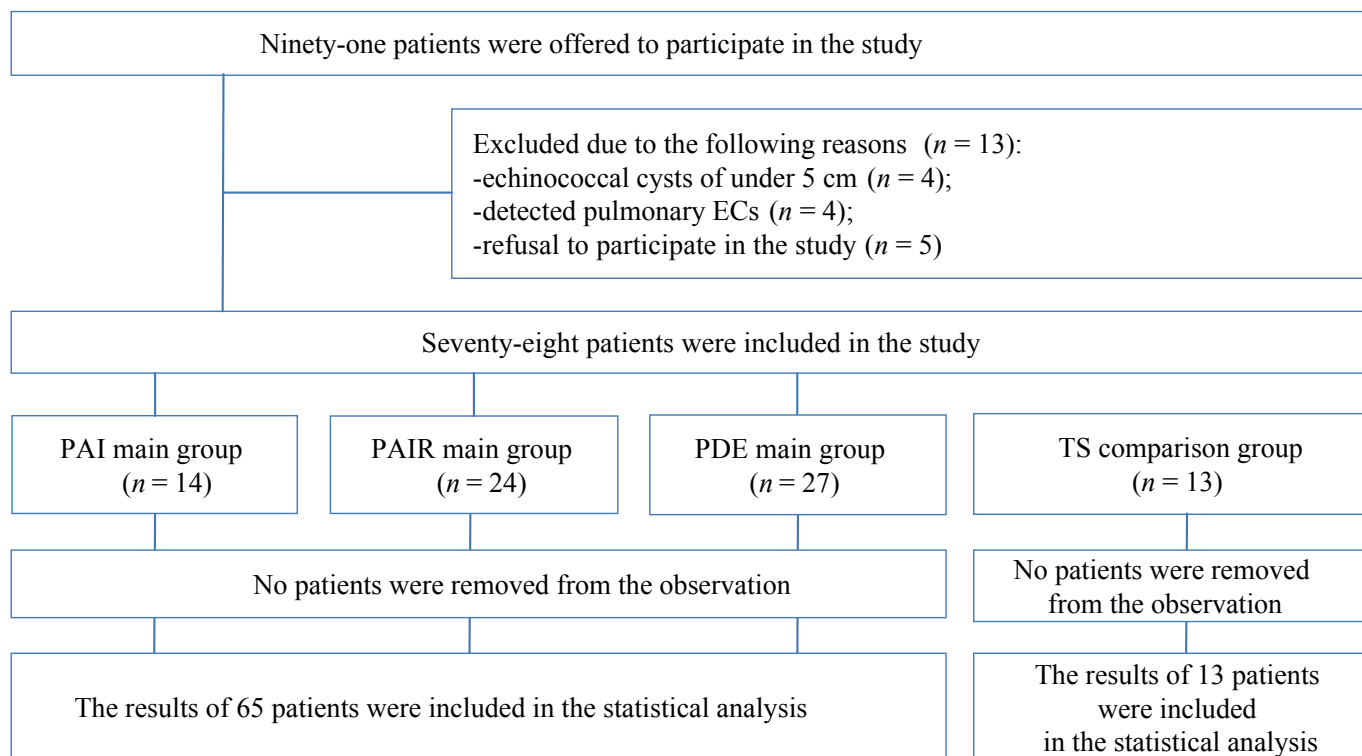 Ninety-one patients were offered to participate in the study
Excluded due to the following reasons (n = 13):
-echinococcal cysts of under 5 cm (n = 4);
-detected pulmonary ECs (n = 4);
-refusal to participate in the study (n = 5)
Seventy-eight patients were included in the study
PAI main group
(n = 14)
PAIR main group
(n = 24)
PDE main group
(n = 27)
TS comparison group
(n = 13)
No patients were removed from the observation
No patients were removed
from the observation
The results of 65 patients were included in the statistical analysis
The results of 13 patients
were included
in the statistical analysis